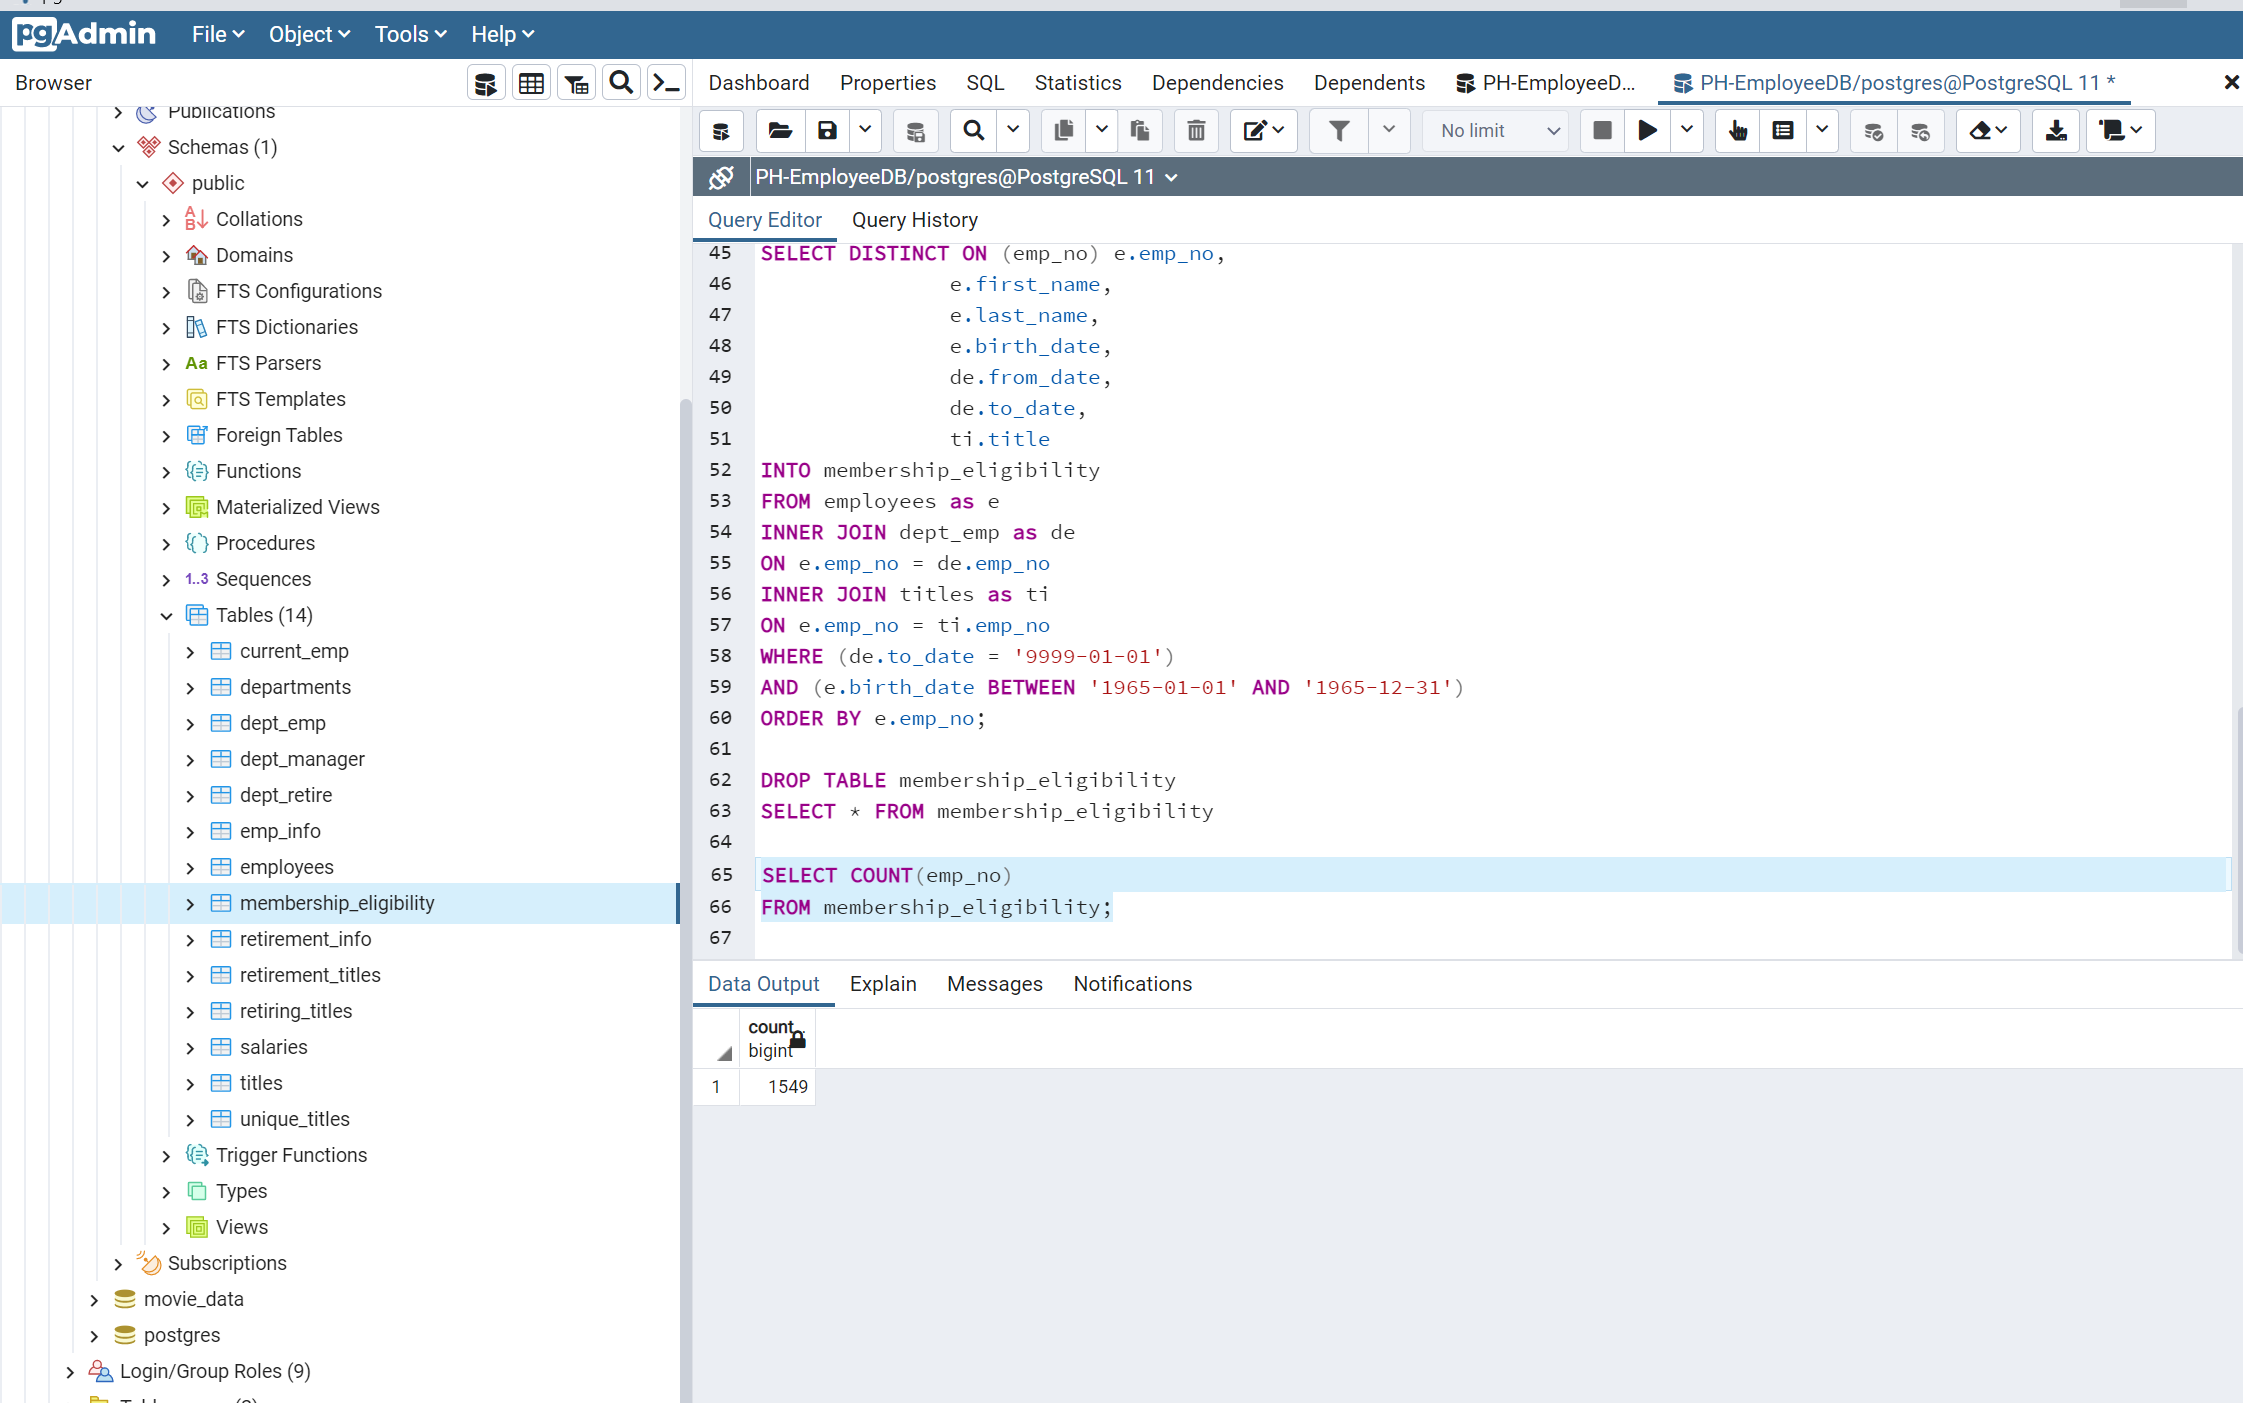 pgAdmin File Object Tools Help
Browser
Dashboard Properties SQL Statistics Dependencies Dependents PH-EmployeeD... PH-EmployeeDB/postgres@PostgreSQL 11 *
No limit
PH-EmployeeDB/postgres@PostgreSQL 11
Query Editor Query History
Publications
Schemas (1)
public
Collations
Domains
FTS Configurations
FTS Dictionaries
Aa FTS Parsers
FTS Templates
Foreign Tables
Functions
Materialized Views
Procedures
1..3 Sequences
Tables (14)
current_emp
departments
dept_emp
dept_manager
dept_retire
emp_info
employees
membership_eligibility
retirement_info
retirement_titles
retiring_titles
salaries
titles
unique_titles
Trigger Functions
Types
Views
Subscriptions
movie_data
postgres
Login/Group Roles (9)
45 SELECT DISTINCT ON (emp_no) e.emp_no,
46 e.first_name,
47 e.last_name,
48 e.birth_date,
49 de.from_date,
50 de.to_date,
51 ti.title
52 INTO membership_eligibility
53 FROM employees as e
54 INNER JOIN dept_emp as de
55 ON e.emp_no = de.emp_no
56 INNER JOIN titles as ti
57 ON e.emp_no = ti.emp_no
58 WHERE (de.to_date = '9999-01-01')
59 AND (e.birth_date BETWEEN '1965-01-01' AND '1965-12-31')
60 ORDER BY e.emp_no;
61
62 DROP TABLE membership_eligibility
63 SELECT * FROM membership_eligibility
64
65 SELECT COUNT(emp_no)
66 FROM membership_eligibility;
67
Data Output Explain Messages Notifications
count
bigint
1 1549